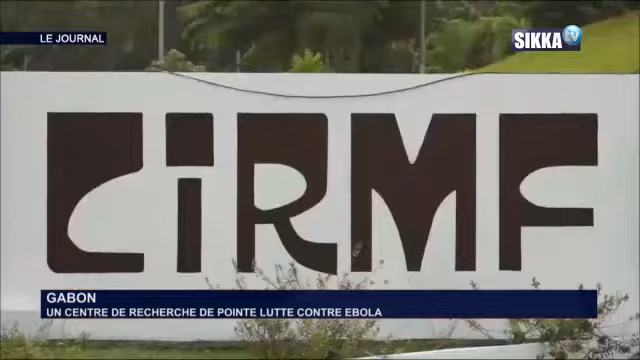 LE JOURNAL
SIKKA TV
CIRMF
GABON
UN CENTRE DE RECHERCHE DE POINTE LUTTE CONTRE EBOLA